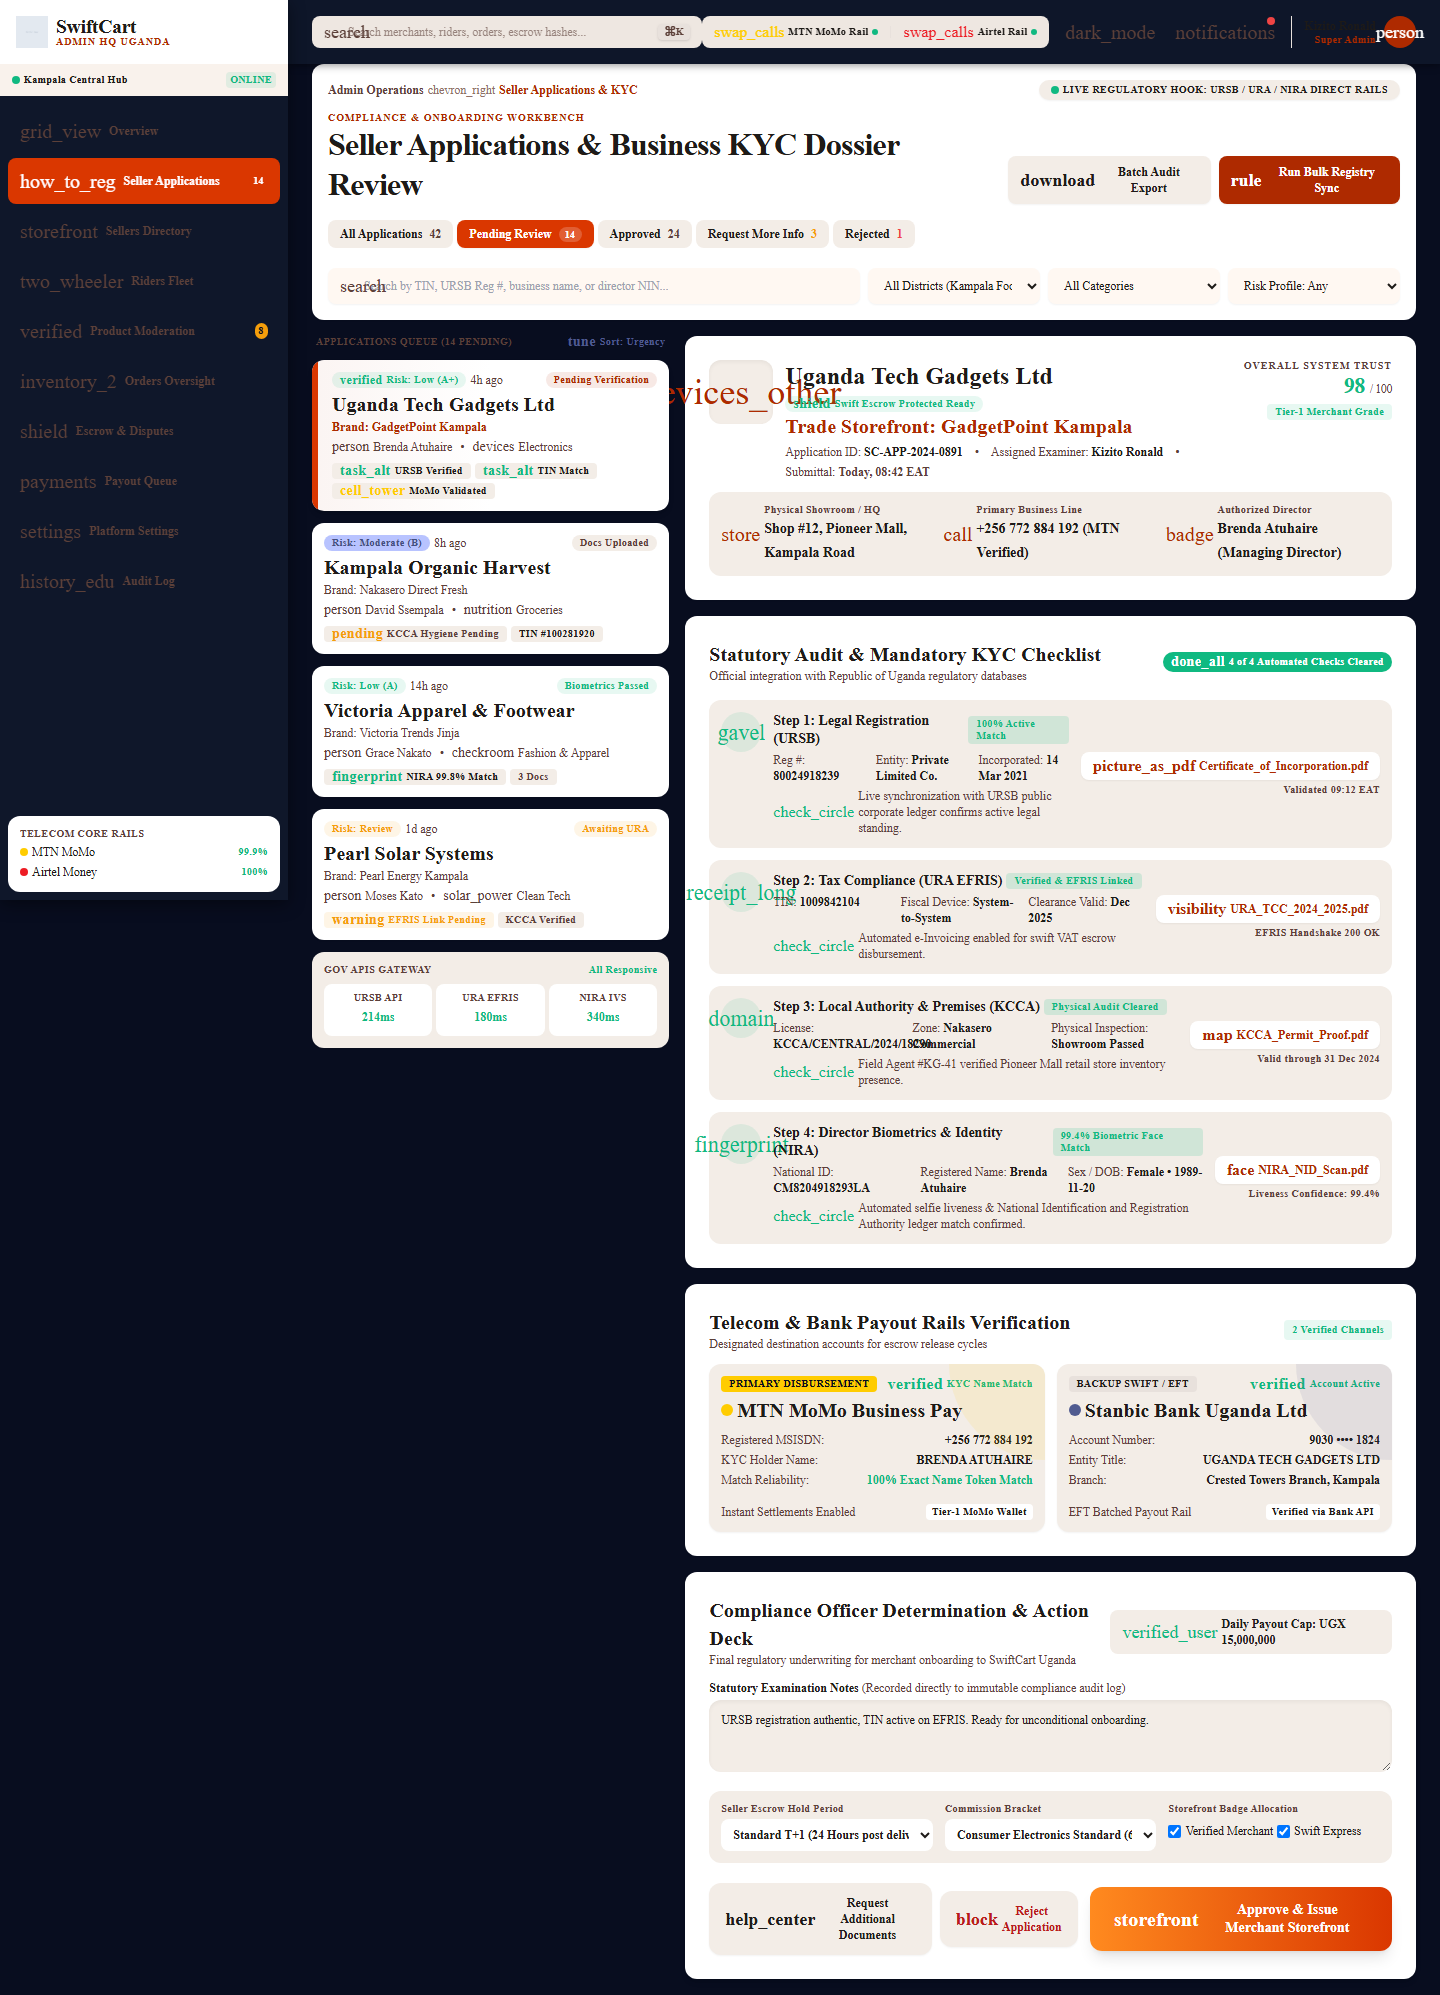 SwiftCart
ADMIN HQ UGANDA
Kampala Central Hub
ONLINE
grid_view Overview
how_to_reg Seller Applications 14
storefront Sellers Directory
two_wheeler Riders Fleet
verified Product Moderation 8
inventory_2 Orders Oversight
shield Escrow & Disputes
payments Payout Queue
settings Platform Settings
history_edu Audit Log
TELECOM CORE RAILS
MTN MoMo 99.9%
Airtel Money 100%
search Search merchants, riders, orders, escrow hashes... ⌘K
swap_calls MTN MoMo Rail
swap_calls Airtel Rail
dark_mode
notifications
Super Admin
person
Admin Operations chevron_right Seller Applications & KYC
LIVE REGULATORY HOOK: URSB / URA / NIRA DIRECT RAILS
COMPLIANCE & ONBOARDING WORKBENCH
Seller Applications & Business KYC Dossier
Review
download Batch Audit
Export
rule Run Bulk Registry
Sync
All Applications 42
Pending Review 14
Approved 24
Request More Info 3
Rejected 1
search Search by TIN, URSB Reg #, business name, or director NIN...
All Districts (Kampala Foc
All Categories
Risk Profile: Any
APPLICATIONS QUEUE (14 PENDING)
tune Sort: Urgency
verified Risk: Low (A+) 4h ago Pending Verification
Uganda Tech Gadgets Ltd
Brand: GadgetPoint Kampala
person Brenda Atuhaire • devices Electronics
task_alt URSB Verified task_alt TIN Match
cell_tower MoMo Validated
Risk: Moderate (B) 8h ago Docs Uploaded
Kampala Organic Harvest
Brand: Nakasero Direct Fresh
person David Ssempala • nutrition Groceries
pending KCCA Hygiene Pending TIN #100281920
Risk: Low (A) 14h ago Biometrics Passed
Victoria Apparel & Footwear
Brand: Victoria Trends Jinja
person Grace Nakato • checkroom Fashion & Apparel
fingerprint NIRA 99.8% Match 3 Docs
Risk: Review 1d ago Awaiting URA
Pearl Solar Systems
Brand: Pearl Energy Kampala
person Moses Kato • solar_power Clean Tech
warning EFRIS Link Pending KCCA Verified
GOV APIS GATEWAY All Responsive
URSB API URA EFRIS NIRA IVS
214ms 180ms 340ms
evices_other
Uganda Tech Gadgets Ltd
shield Swift Escrow Protected Ready
Trade Storefront: GadgetPoint Kampala
Application ID: SC-APP-2024-0891 • Assigned Examiner: Kizito Ronald •
Submittal: Today, 08:42 EAT
OVERALL SYSTEM TRUST
98 / 100
Tier-1 Merchant Grade
store Physical Showroom / HQ
Shop #12, Pioneer Mall,
Kampala Road
call Primary Business Line
+256 772 884 192 (MTN
Verified)
badge Authorized Director
Brenda Atuhaire
(Managing Director)
Statutory Audit & Mandatory KYC Checklist
Official integration with Republic of Uganda regulatory databases
done_all 4 of 4 Automated Checks Cleared
gavel
Step 1: Legal Registration
(URSB)
100% Active
Match
Reg #:
80024918239
Entity: Private
Limited Co.
Incorporated: 14
Mar 2021
check_circle Live synchronization with URSB public
corporate ledger confirms active legal
standing.
picture_as_pdf Certificate_of_Incorporation.pdf
Validated 09:12 EAT
receipt_long
Step 2: Tax Compliance (URA EFRIS) Verified & EFRIS Linked
TIN: 1009842104
Fiscal Device: System-
to-System
Clearance Valid: Dec
2025
check_circle Automated e-Invoicing enabled for swift VAT escrow
disbursement.
visibility URA_TCC_2024_2025.pdf
EFRIS Handshake 200 OK
domain
Step 3: Local Authority & Premises (KCCA) Physical Audit Cleared
License:
KCCA/CENTRAL/2024/18290
Zone: Nakasero
Commercial
Physical Inspection:
Showroom Passed
check_circle Field Agent #KG-41 verified Pioneer Mall retail store inventory
presence.
map KCCA_Permit_Proof.pdf
Valid through 31 Dec 2024
fingerprint
Step 4: Director Biometrics & Identity
(NIRA)
99.4% Biometric Face
Match
National ID:
CM8204918293LA
Registered Name: Brenda
Atuhaire
Sex / DOB: Female • 1989-
11-20
check_circle Automated selfie liveness & National Identification and Registration
Authority ledger match confirmed.
face NIRA_NID_Scan.pdf
Liveness Confidence: 99.4%
Telecom & Bank Payout Rails Verification
Designated destination accounts for escrow release cycles
2 Verified Channels
PRIMARY DISBURSEMENT verified KYC Name Match
MTN MoMo Business Pay
Registered MSISDN: +256 772 884 192
KYC Holder Name: BRENDA ATUHAIRE
Match Reliability: 100% Exact Name Token Match
Instant Settlements Enabled Tier-1 MoMo Wallet
BACKUP SWIFT / EFT verified Account Active
Stanbic Bank Uganda Ltd
Account Number: 9030 •••• 1824
Entity Title: UGANDA TECH GADGETS LTD
Branch: Crested Towers Branch, Kampala
EFT Batched Payout Rail Verified via Bank API
Compliance Officer Determination & Action
Deck
Final regulatory underwriting for merchant onboarding to SwiftCart Uganda
verified_user Daily Payout Cap: UGX
15,000,000
Statutory Examination Notes (Recorded directly to immutable compliance audit log)
URSB registration authentic, TIN active on EFRIS. Ready for unconditional onboarding.
Seller Escrow Hold Period
Standard T+1 (24 Hours post deliv
Commission Bracket
Consumer Electronics Standard (6
Storefront Badge Allocation
Verified Merchant Swift Express
help_center Request
Additional
Documents
block Reject
Application
storefront Approve & Issue
Merchant Storefront